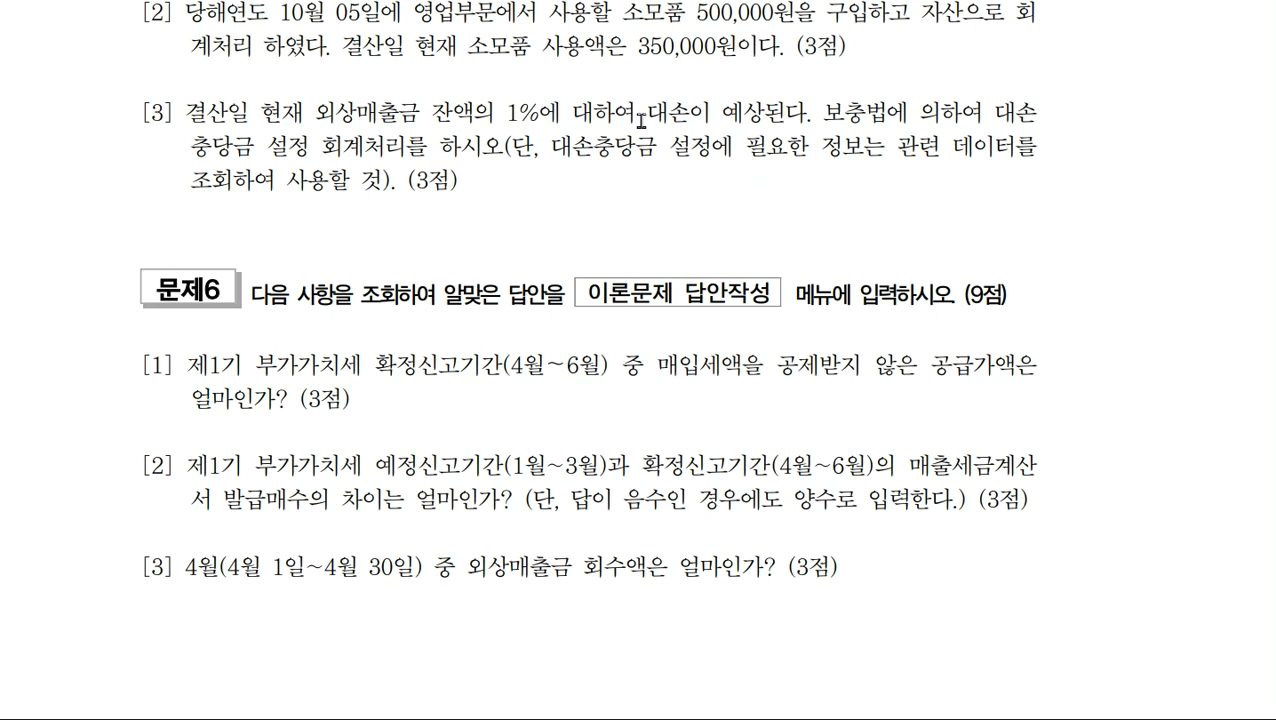 [2] 당해연도 10월 05일에 영업부문에서 사용할 소모품 500,000원을 구입하고 자산으로 회
계처리 하였다. 결산일 현재 소모품 사용액은 350,000원이다. (3점)
[3] 결산일 현재 외상매출금 잔액의 1%에 대하여 대손이 예상된다. 보충법에 의하여 대손
충당금 설정 회계처리를 하시오(단, 대손충당금 설정에 필요한 정보는 관련 데이터를
조회하여 사용할 것). (3점)
문제6 다음 사항을 조회하여 알맞은 답안을 이론문제 답안작성 메뉴에 입력하시오. (9점)
[1] 제1기 부가가치세 확정신고기간(4월~6월) 중 매입세액을 공제받지 않은 공급가액은
얼마인가? (3점)
[2] 제1기 부가가치세 예정신고기간(1월~3월)과 확정신고기간(4월~6월)의 매출세금계산
서 발급매수의 차이는 얼마인가? (단, 답이 음수인 경우에도 양수로 입력한다.) (3점)
[3] 4월(4월 1일~4월 30일) 중 외상매출금 회수액은 얼마인가? (3점)